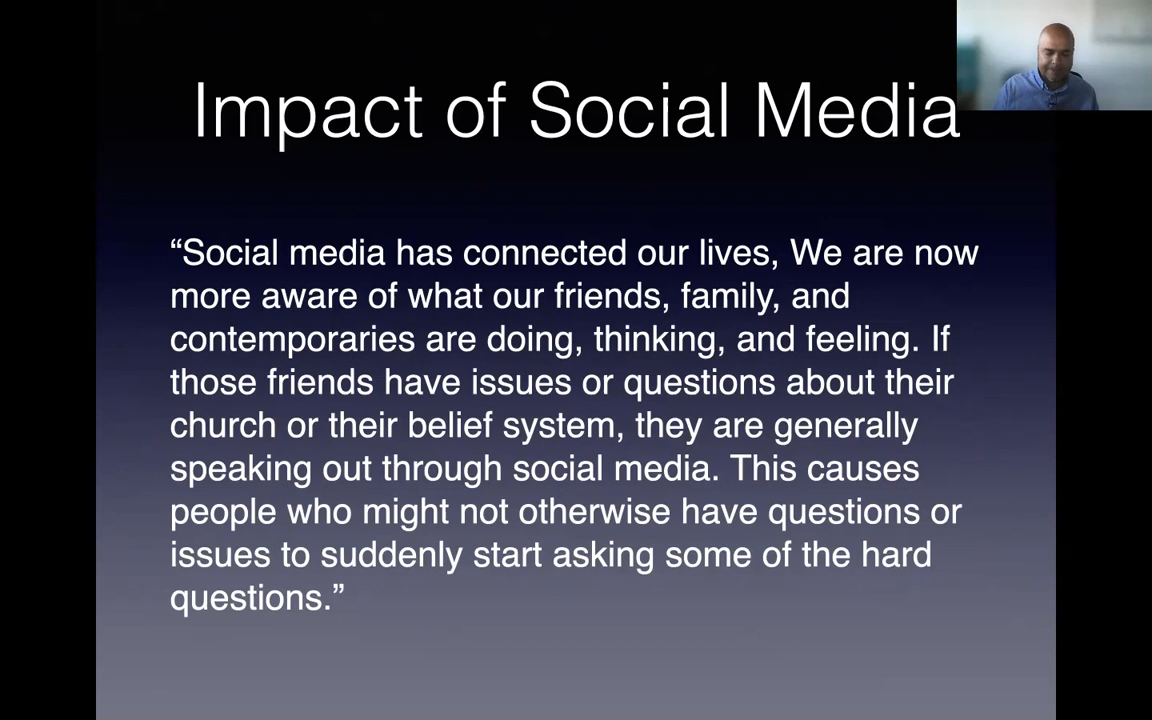 Impact of Social Media
“Social media has connected our lives, We are now
more aware of what our friends, family, and
contemporaries are doing, thinking, and feeling. If
those friends have issues or questions about their
church or their belief system, they are generally
speaking out through social media. This causes
people who might not otherwise have questions or
issues to suddenly start asking some of the hard
questions.”